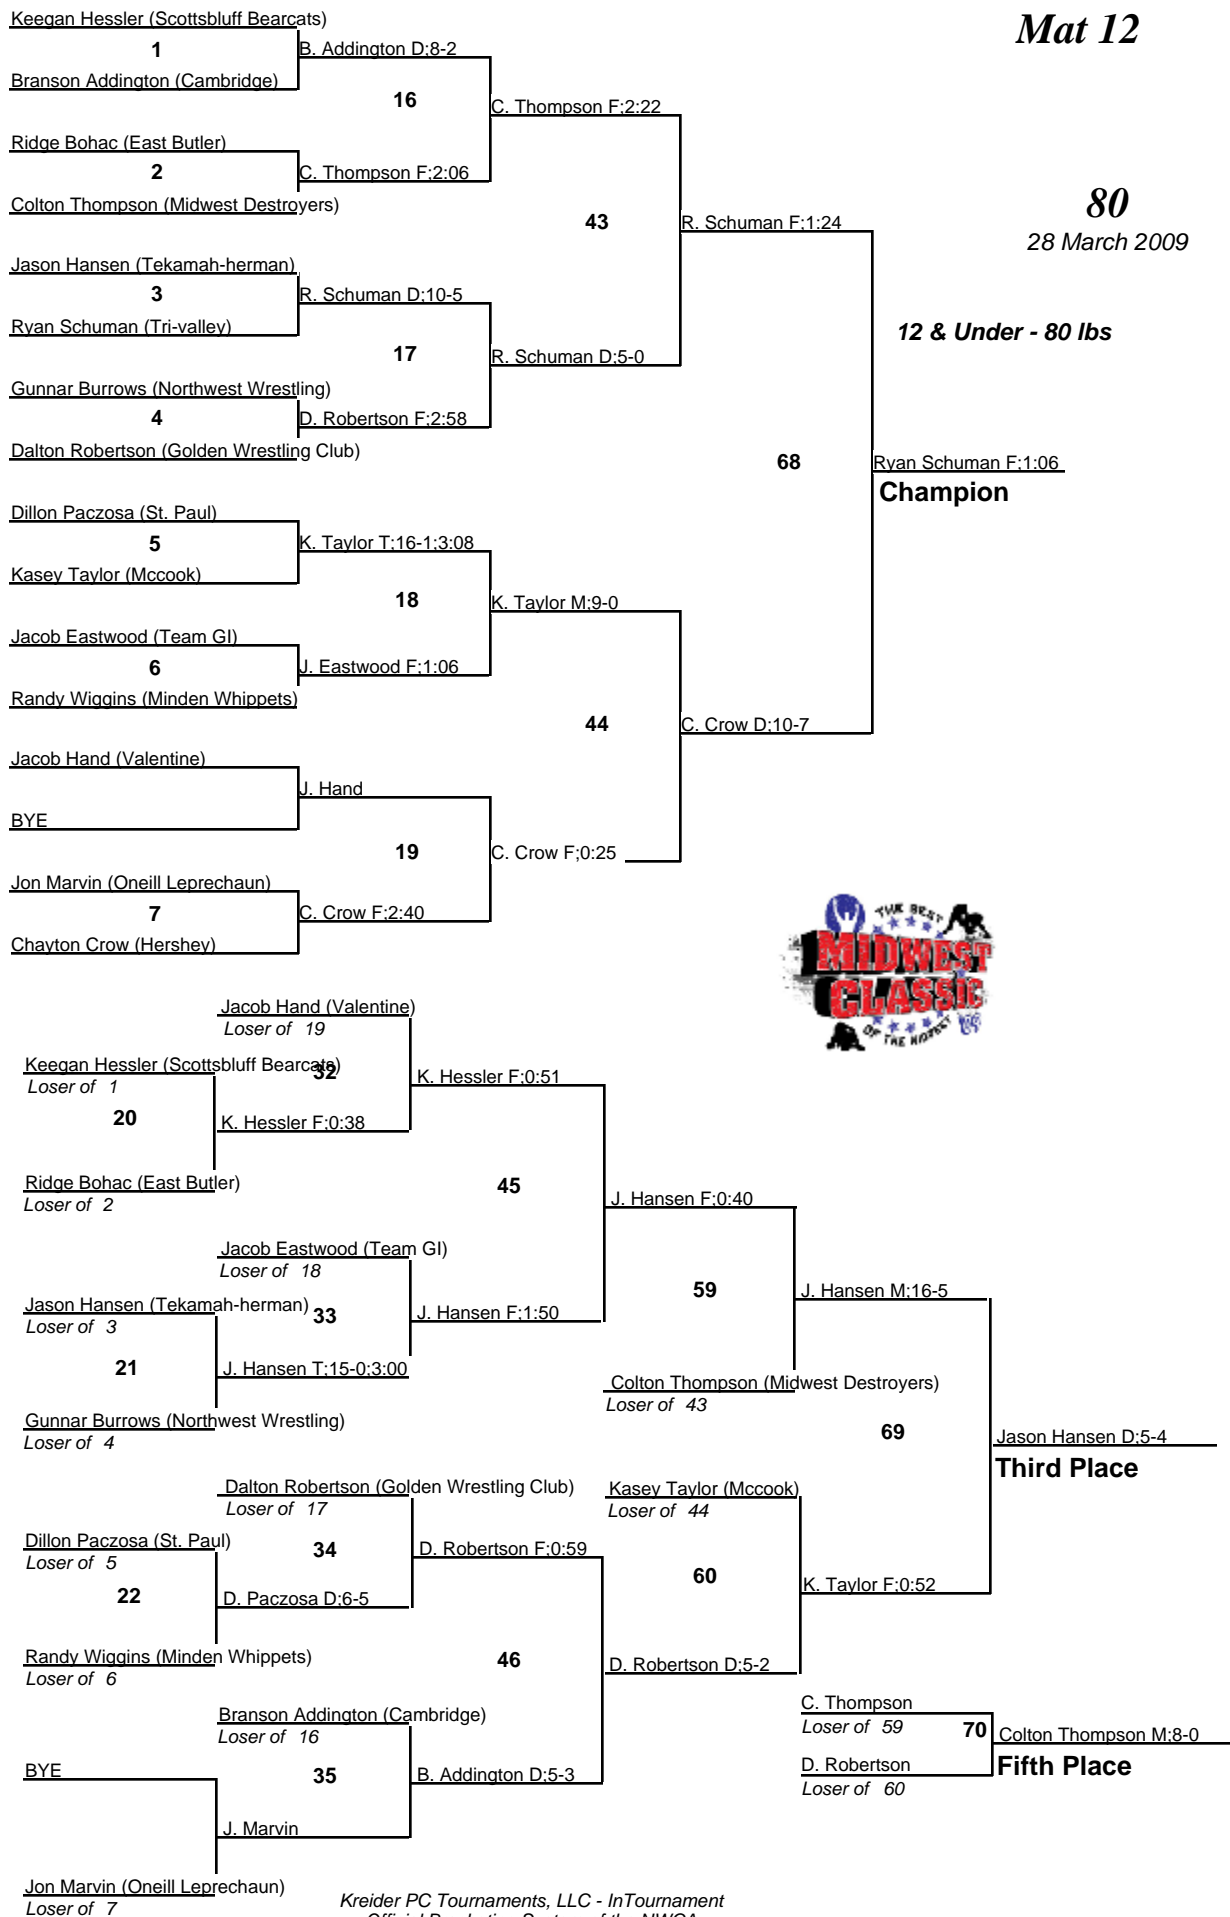 Keegan Hessler (Scottsbluff Bearcats)
Mat 12
1
B. Addington D;8-2
Branson Addington (Cambridge)
16
C. Thompson F;2:22
Ridge Bohac (East Butler)
2
C. Thompson F;2:06
Colton Thompson (Midwest Destroyers)
80
43
R. Schuman F;1:24
28 March 2009
Jason Hansen (Tekamah-herman)
3
R. Schuman D;10-5
Ryan Schuman (Tri-valley)
12 & Under - 80 lbs
17
R. Schuman D;5-0
Gunnar Burrows (Northwest Wrestling)
4
D. Robertson F;2:58
Dalton Robertson (Golden Wrestling Club)
68
Ryan Schuman F;1:06
Champion
Dillon Paczosa (St. Paul)
5
K. Taylor T;16-1;3:08
Kasey Taylor (Mccook)
18
K. Taylor M;9-0
Jacob Eastwood (Team GI)
6
J. Eastwood F;1:06
Randy Wiggins (Minden Whippets)
44
C. Crow D;10-7
Jacob Hand (Valentine)
J. Hand
BYE
19
C. Crow F;0:25
Jon Marvin (Oneill Leprechaun)
7
C. Crow F;2:40
Chayton Crow (Hershey)
THE BEST
MIDWEST
CLASSIC
OF THE MIDWEST
09
Jacob Hand (Valentine)
Loser of 19
Keegan Hessler (Scottsbluff Bearcats)
32
K. Hessler F;0:51
Loser of 1
20
K. Hessler F;0:38
Ridge Bohac (East Butler)
Loser of 2
45
J. Hansen F;0:40
Jacob Eastwood (Team GI)
Loser of 18
59
J. Hansen M;16-5
Jason Hansen (Tekamah-herman)
33
J. Hansen F;1:50
Loser of 3
21
J. Hansen T;15-0;3:00
Colton Thompson (Midwest Destroyers)
Loser of 43
Gunnar Burrows (Northwest Wrestling)
Loser of 4
69
Jason Hansen D;5-4
Third Place
Dalton Robertson (Golden Wrestling Club)
Loser of 17
Kasey Taylor (Mccook)
Loser of 44
Dillon Paczosa (St. Paul)
34
D. Robertson F;0:59
Loser of 5
60
K. Taylor F;0:52
22
D. Paczosa D;6-5
Randy Wiggins (Minden Whippets)
Loser of 6
46
D. Robertson D;5-2
Branson Addington (Cambridge)
Loser of 16
C. Thompson
Loser of 59
70
Colton Thompson M;8-0
Fifth Place
D. Robertson
Loser of 60
BYE
35
B. Addington D;5-3
J. Marvin
Jon Marvin (Oneill Leprechaun)
Loser of 7
Kreider PC Tournaments, LLC - InTournament